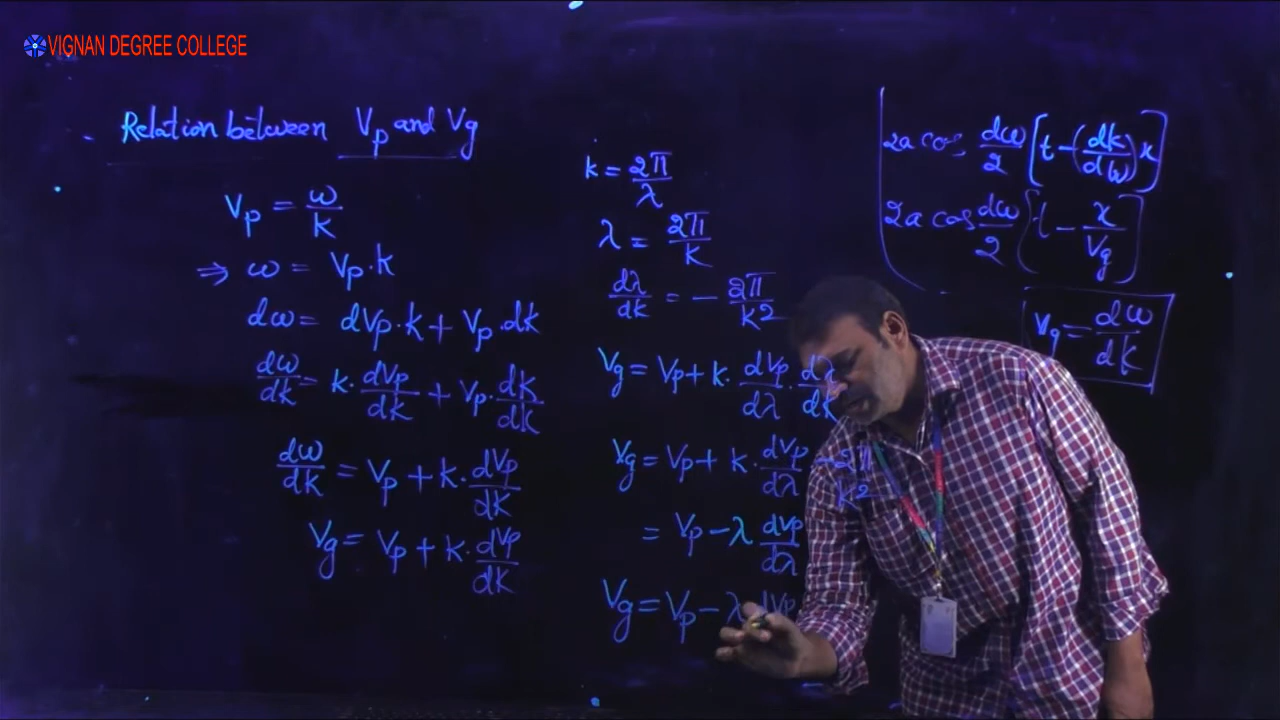 VIGNAN DEGREE COLLEGE
Relation between Vp and Vg
Vp = ω/k
⇒ ω = Vp·k
dω = dVp·k + Vp·dk
dω/dk = k·dVp/dk + Vp·dk/dk
dω/dk = Vp + k·dVp/dk
Vg = Vp + k·dVp/dk
k = 2π/λ
λ = 2π/k
dλ/dk = - 2π/k2
Vg = Vp + k·dVp/dλ·dλ/dk
Vg = Vp + k·dVp/dλ - 2π/k2
= Vp - λ dVp/dλ
Vg = Vp - λ dVp
2a cos dω/2 [t - (dk/dω)x]
2a cos dω/2 [t - x/Vg]
Vg = dω/dk